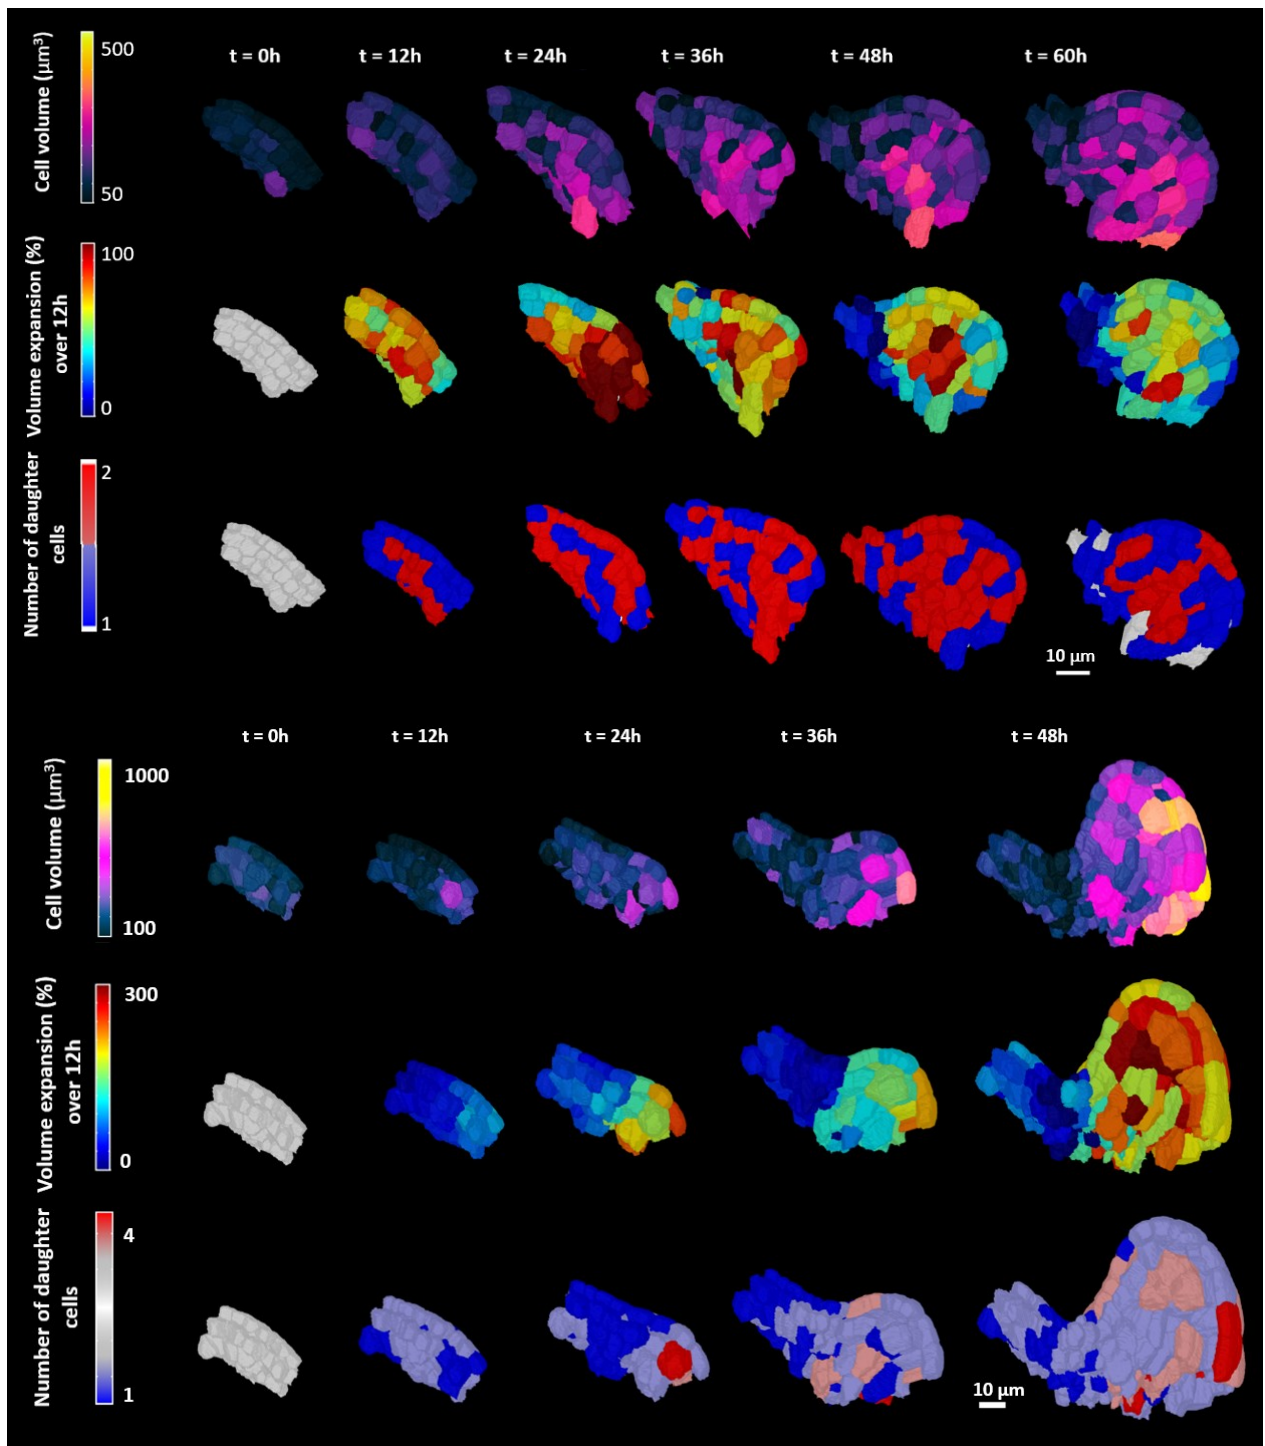 t = 0h t = 12h t = 24h t = 36h t = 48h t = 60h
Cell volume (µm³)
500
50
Volume expansion (%)
over 12h
100
0
Number of daughter
cells
2
1
10 µm
t = 0h t = 12h t = 24h t = 36h t = 48h
Cell volume (µm³)
1000
100
Volume expansion (%)
over 12h
300
0
Number of daughter
cells
4
1
10 µm